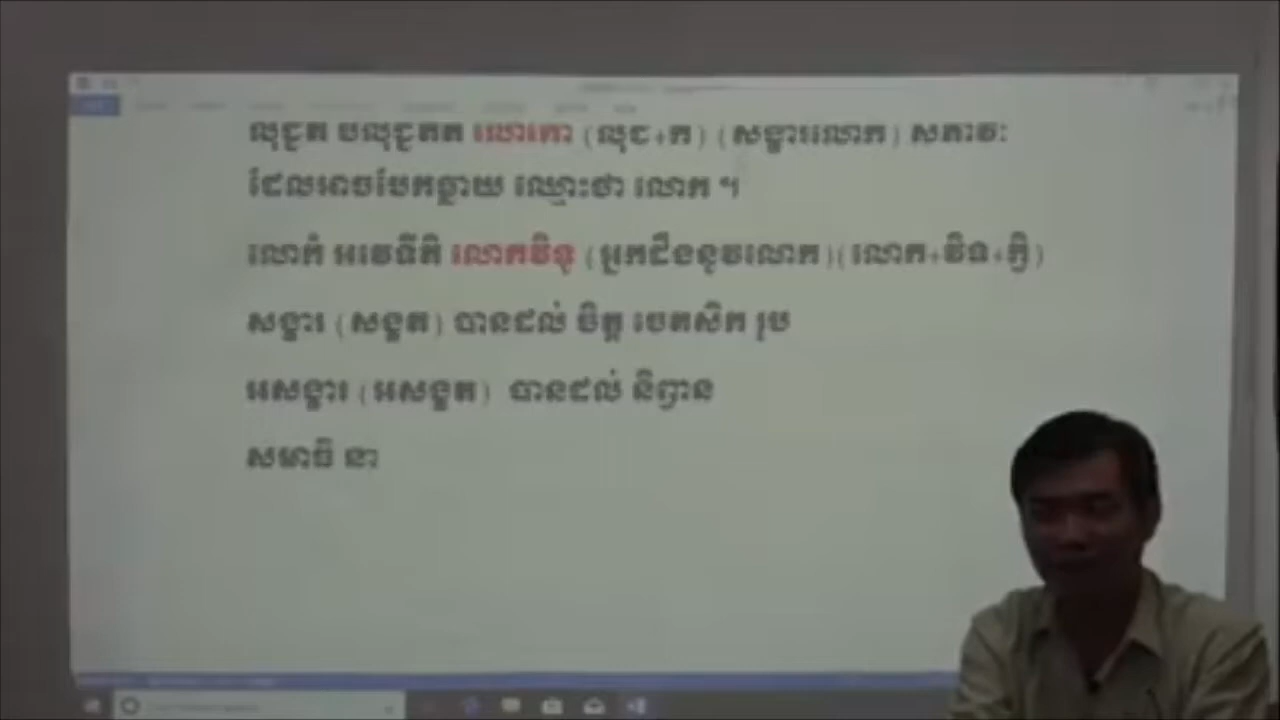 លុជ្ជតិ បលុជ្ជតីតិ លោកោ (លុជ+ក) (សង្ខារលោក) សភាវៈ
ដែលអាចបែកធ្លាយ ឈ្មោះថា លោក ។
លោកំ អវេទីតិ លោកវិទូ (អ្នកដឹងនូវលោក)(លោក+វិទ+ក្វិ)
សង្ខារ (សង្ខត) បានដល់ ចិត្ត ចេតសិក រូប
អសង្ខារ (អសង្ខត) បានដល់ និព្វាន
សមាធិ នា